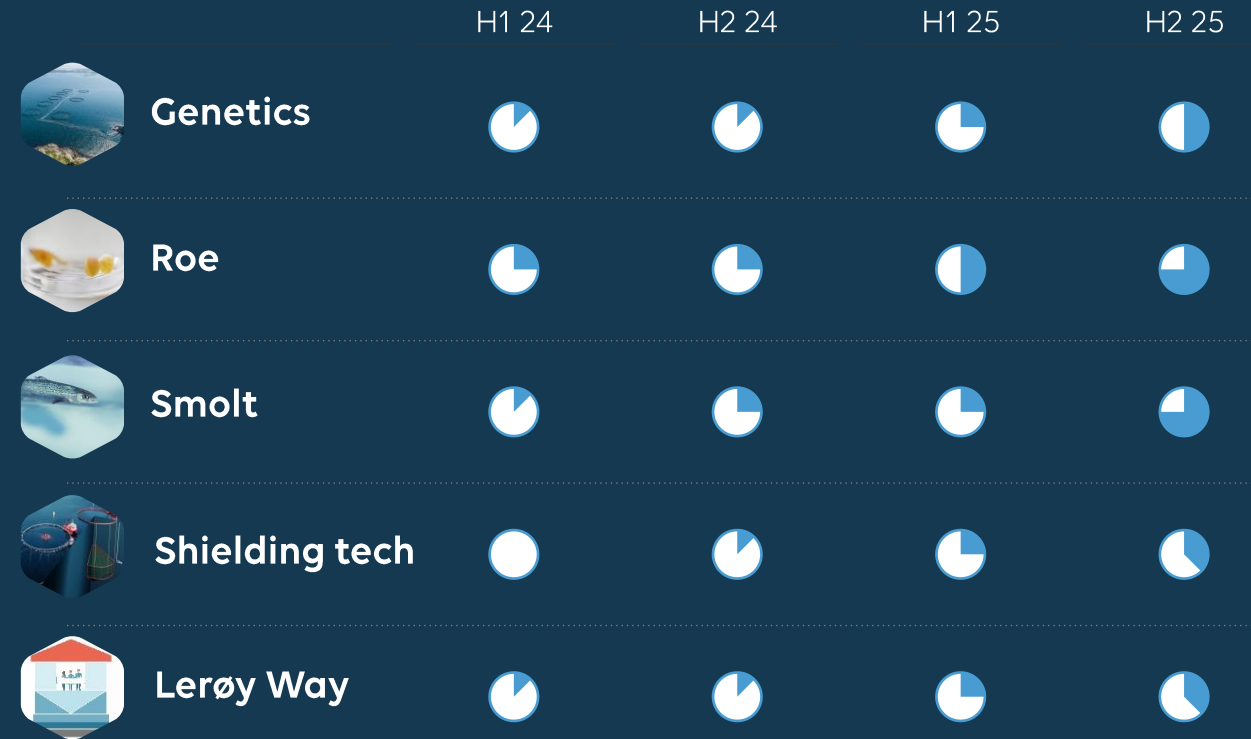 H1 24 H2 24 H1 25 H2 25
Genetics
Roe
Smolt
Shielding tech
Lerøy Way